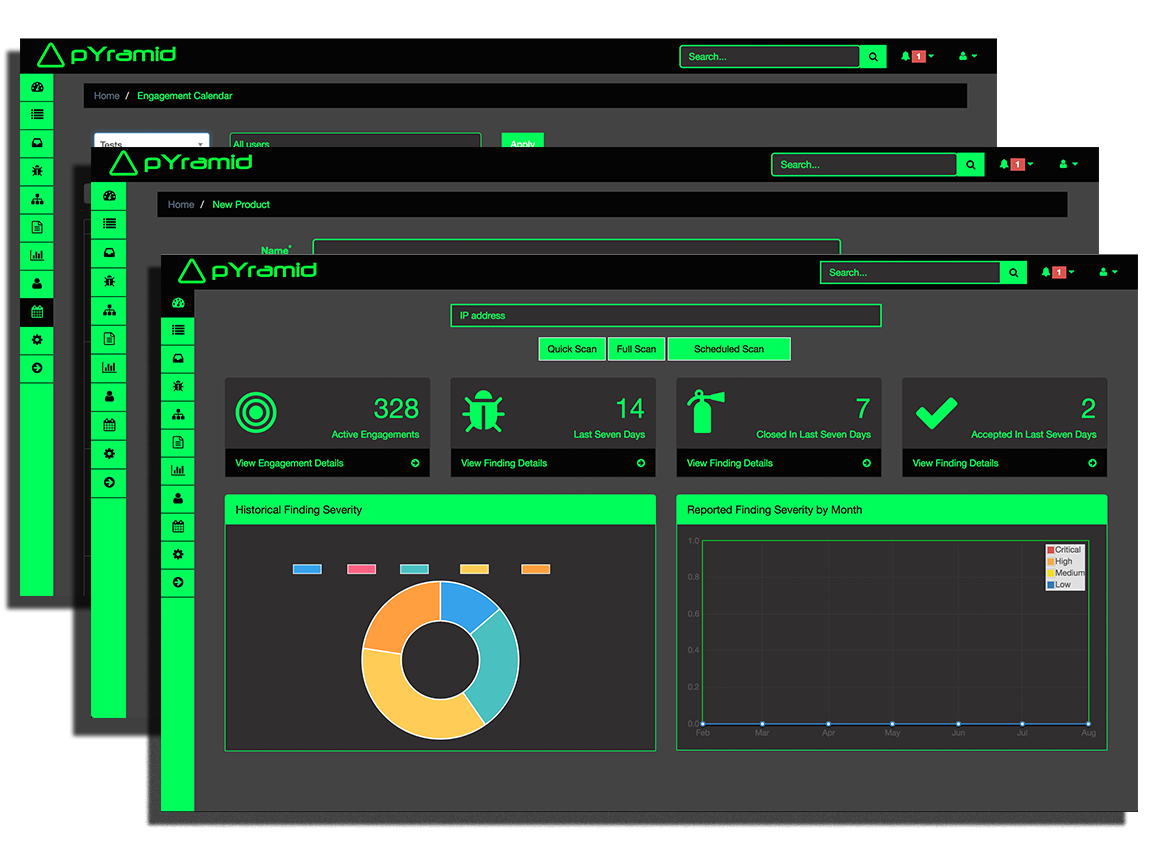 pYramid
Search...
1
Home / Engagement Calendar
Tests
All users
Apply
pYramid
Search...
1
Home / New Product
Name*
pYramid
Search...
1
IP address
Quick Scan
Full Scan
Scheduled Scan
328
Active Engagements
View Engagement Details
14
Last Seven Days
View Finding Details
7
Closed In Last Seven Days
View Finding Details
2
Accepted In Last Seven Days
View Finding Details
Historical Finding Severity
Reported Finding Severity by Month
1.0
0.8
0.6
0.4
0.2
0.0
Critical
High
Medium
Low
Feb Mar Apr May Jun Jul Aug